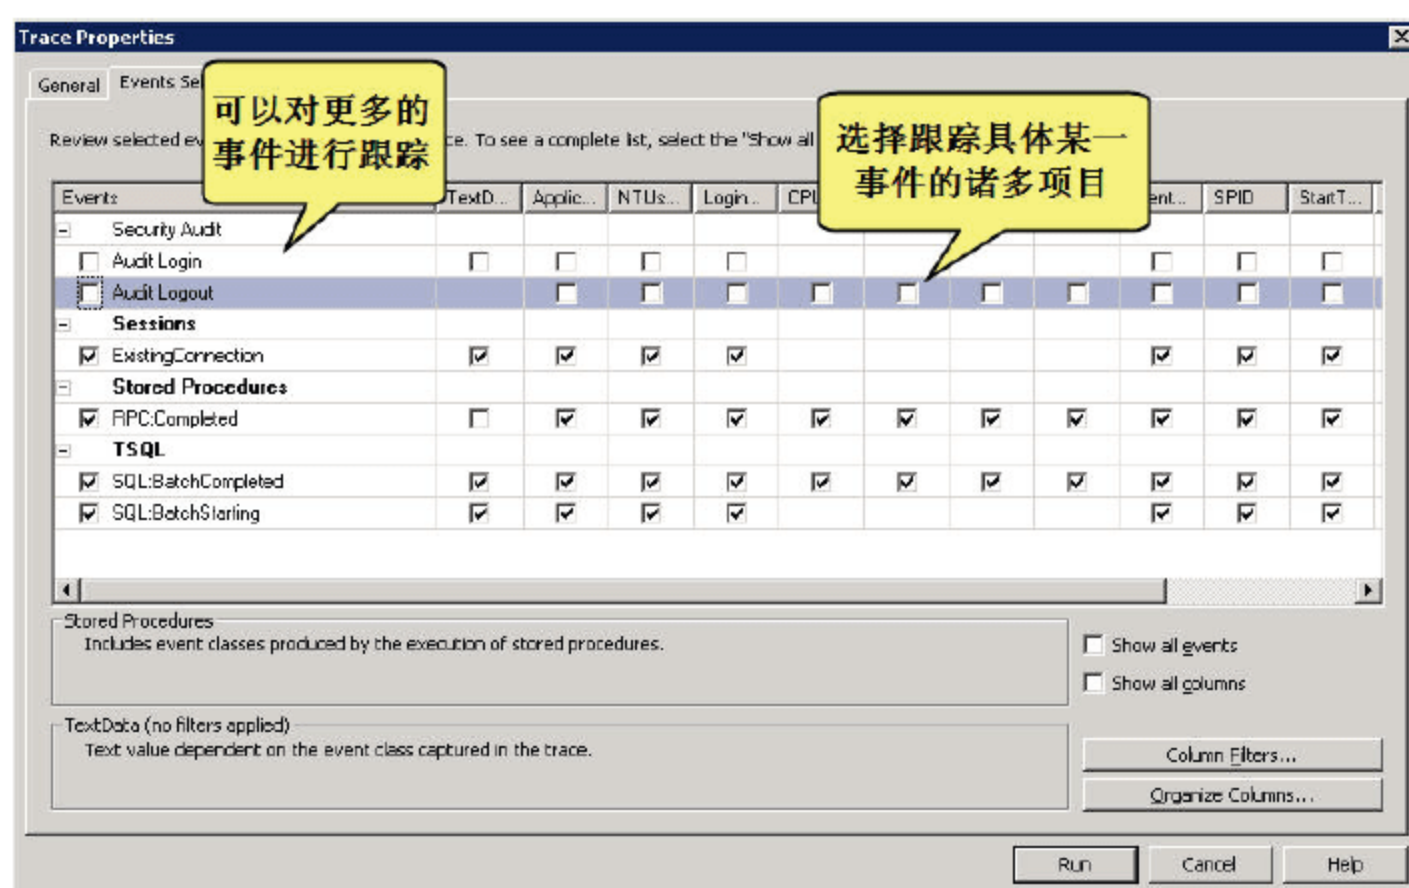 Trace Properties
General Events Se
可以对更多的
事件进行跟踪
选择跟踪具体某一
事件的诸多项目
Review selected ev ce. To see a complete list, select the "Show all
Events TextD... Applic... NTUs... Login... CPU ent... SPID StartT...
Security Audit
Audit Login
Audit Logout
Sessions
ExistingConnection
Stored Procedures
RPC:Completed
TSQL
SQL:BatchCompleted
SQL:BatchStarting
Stored Procedures
Includes event classes produced by the execution of stored procedures.
Show all events
Show all columns
TextData (no filters applied)
Text value dependent on the event class captured in the trace.
Column Filters...
Organize Columns...
Run Cancel Help